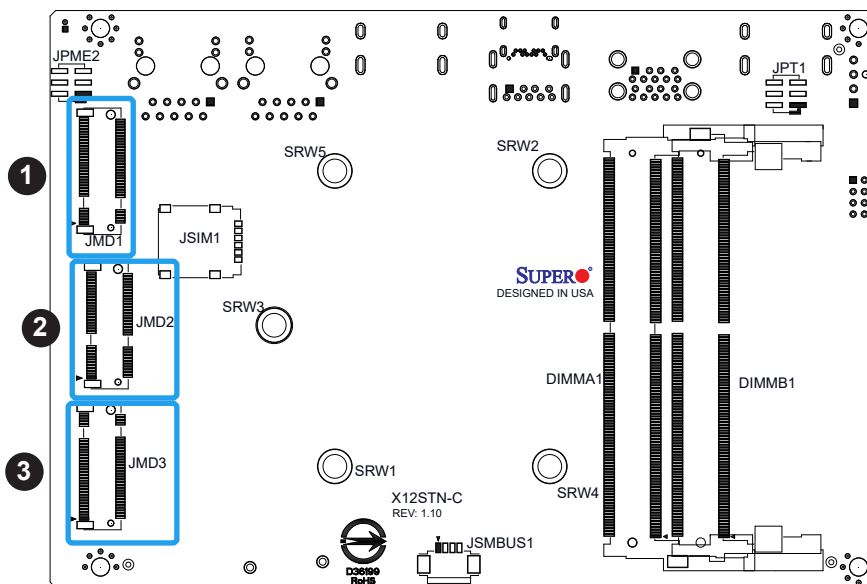 JPME2
JPT1
1
SRW5
SRW2
JMD1
JSIM1
SUPER
DESIGNED IN USA
2
JMD2
SRW3
DIMMA1
DIMMB1
3
JMD3
SRW1
SRW4
X12STN-C
REV: 1.10
JSMBUS1
D36199
RoHS